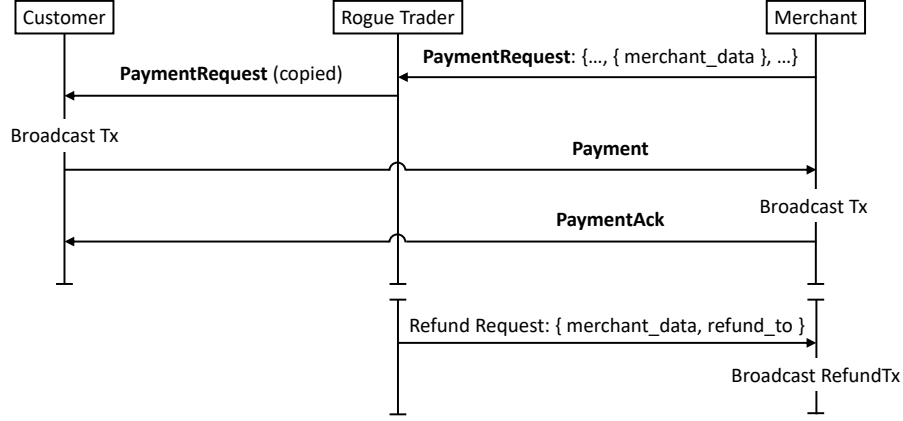 Customer
Rogue Trader
Merchant
PaymentRequest: {…, { merchant_data }, …}
PaymentRequest (copied)
Broadcast Tx
Payment
Broadcast Tx
PaymentAck
Refund Request: { merchant_data, refund_to }
Broadcast RefundTx